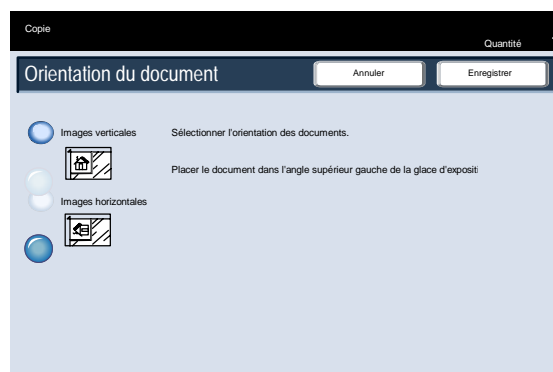 Copie
Quantité
Orientation du document
Annuler
Enregistrer
Images verticales
Sélectionner l'orientation des documents.
Placer le document dans l'angle supérieur gauche de la glace d'expositi
Images horizontales